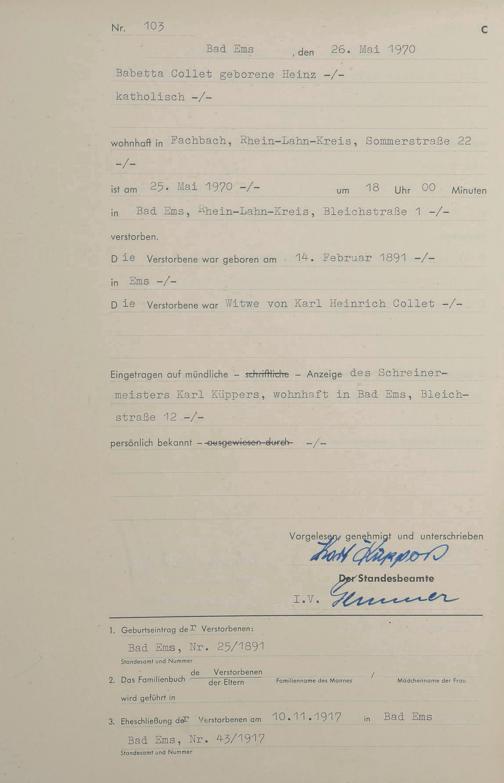 Nr. 103 C
Bad Ems , den 26. Mai 1970
Babetta Collet geborene Heinz -/-
katholisch -/-
wohnhaft in Fachbach, Rhein-Lahn-Kreis, Sommerstraße 22
-/-
ist am 25. Mai 1970 -/- um 18 Uhr 00 Minuten
in Bad Ems, Rhein-Lahn-Kreis, Bleichstraße 1 -/-
verstorben.
Die Verstorbene war geboren am 14. Februar 1891 -/-
in Ems -/-
Die Verstorbene war Witwe von Karl Heinrich Collet -/-
Eingetragen auf mündliche - schriftliche - Anzeige des Schreiner-
meisters Karl Küppers, wohnhaft in Bad Ems, Bleich-
straße 12 -/-
persönlich bekannt - ausgewiesen durch -/-
Vorgelesen, genehmigt und unterschrieben
Karl Küppers
Der Standesbeamte
I.V. Gemmer
1. Geburtseintrag der Verstorbenen:
Bad Ems, Nr. 25/1891
Standesamt und Nummer
2. Das Familienbuch de Verstorbenen / der Eltern Familienname des Mannes / Mädchenname der Frau
wird geführt in
3. Eheschließung der Verstorbenen am 10.11.1917 in Bad Ems
Bad Ems, Nr. 43/1917
Standesamt und Nummer